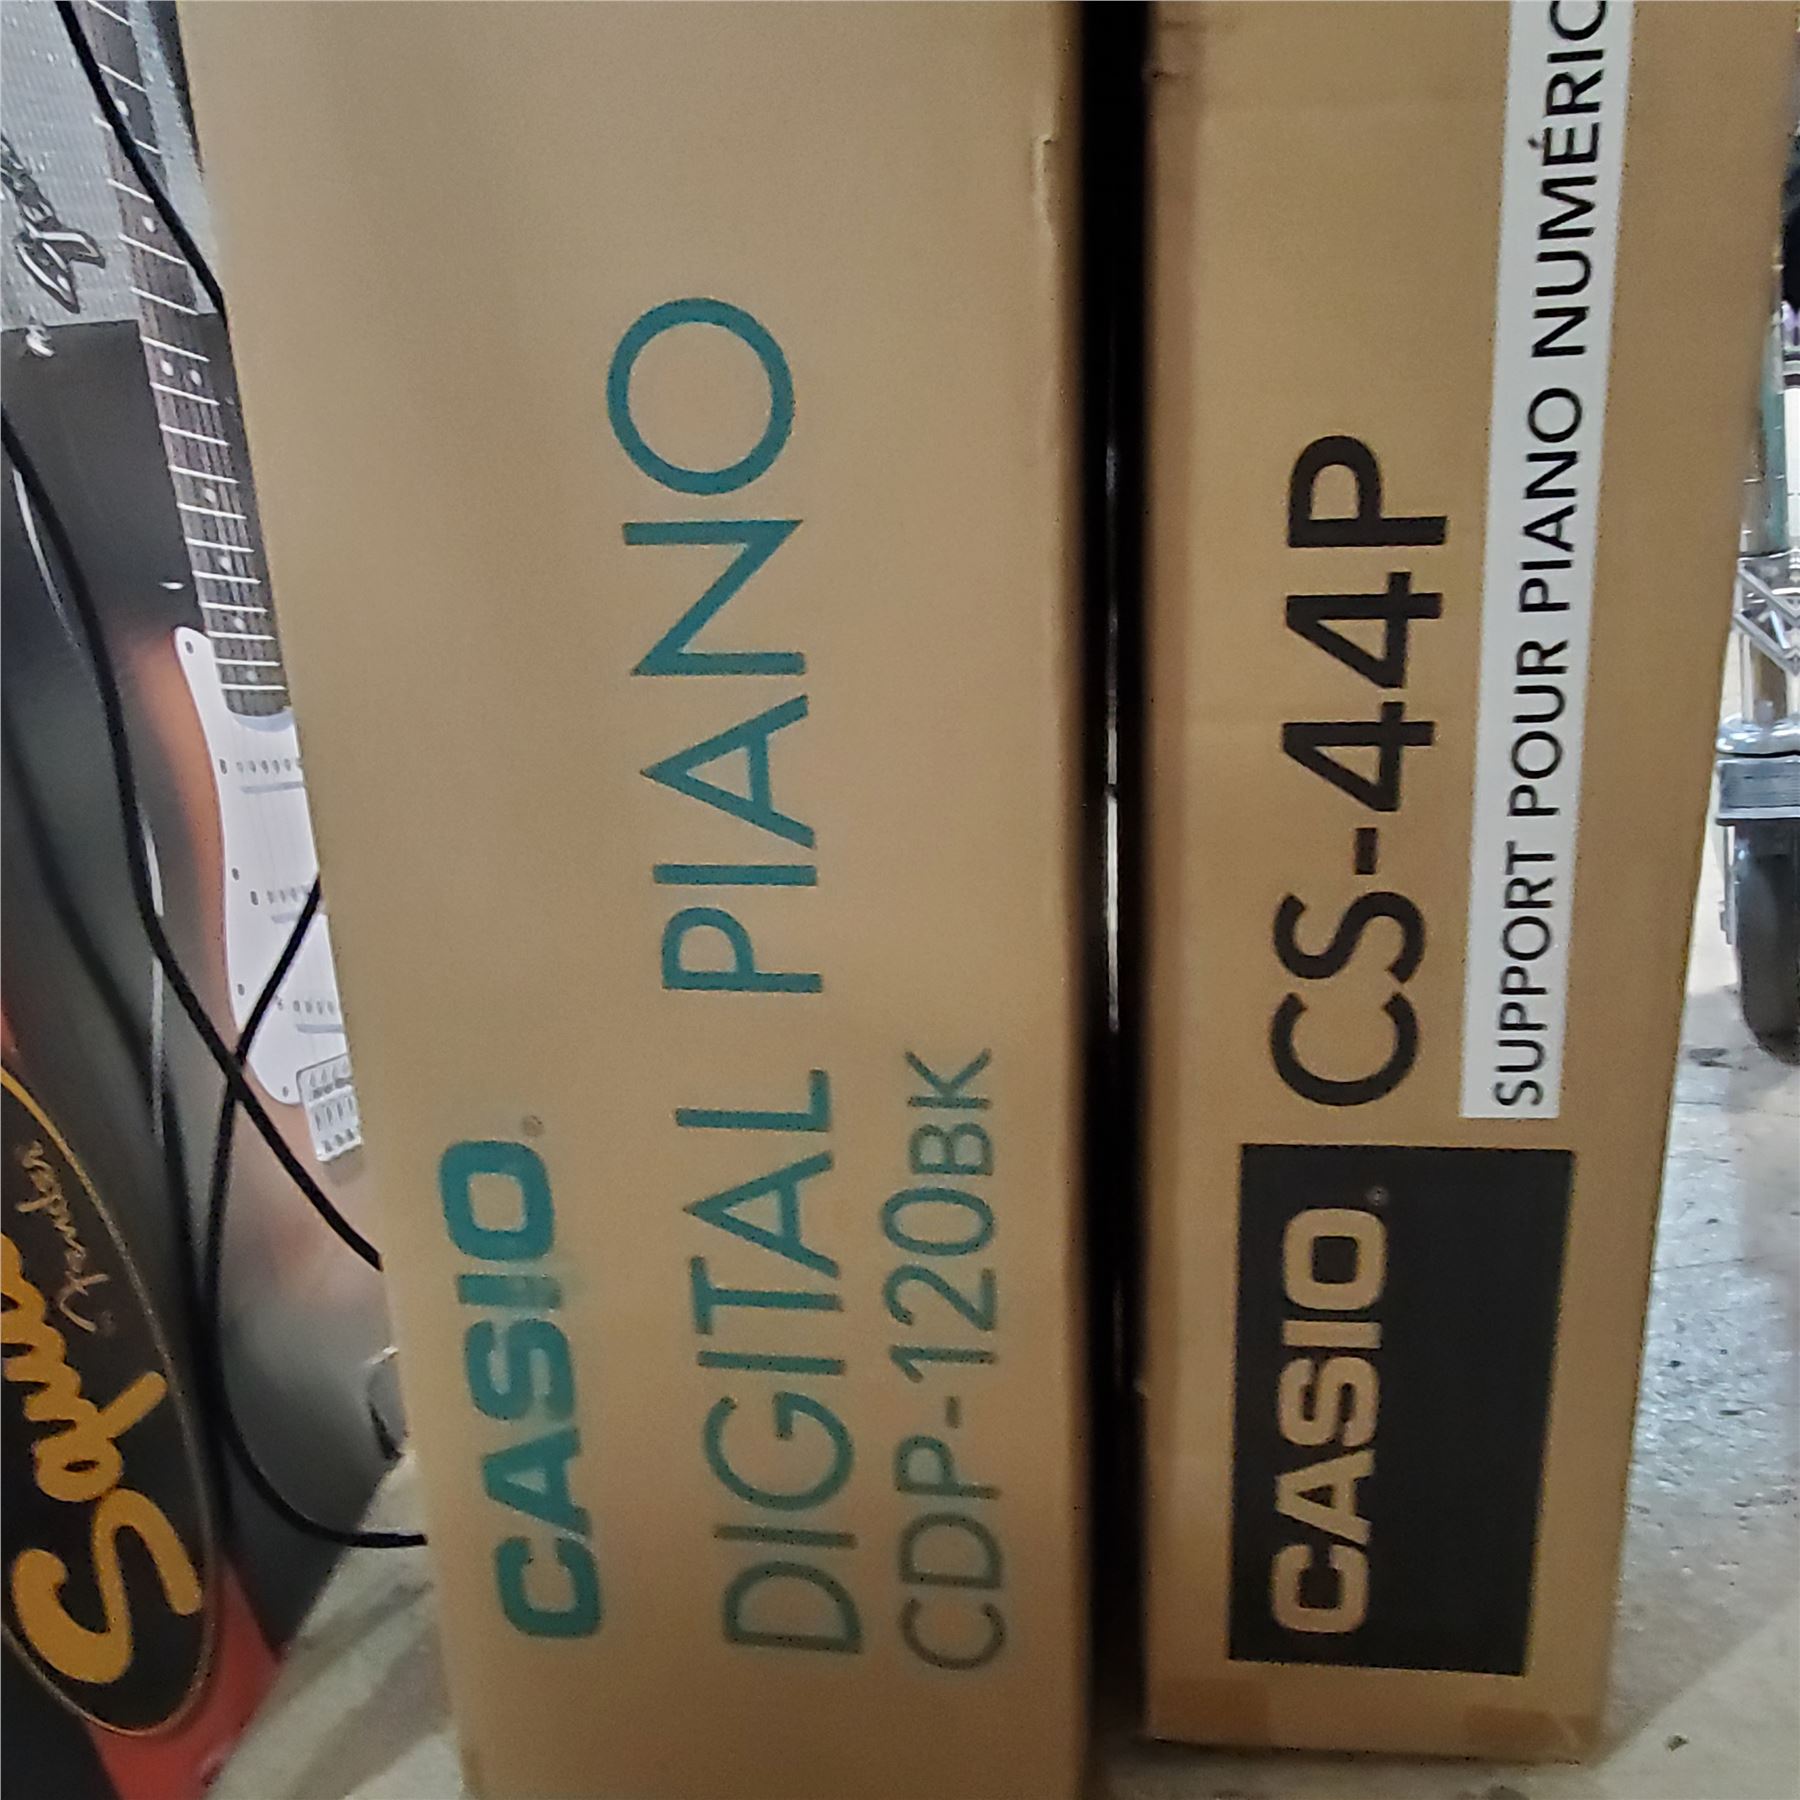 CASIO
DIGITAL PIANO
CDP-120BK
CASIO
CS-44P
SUPPORT POUR PIANO NUMÉRIC
Squier
Fender